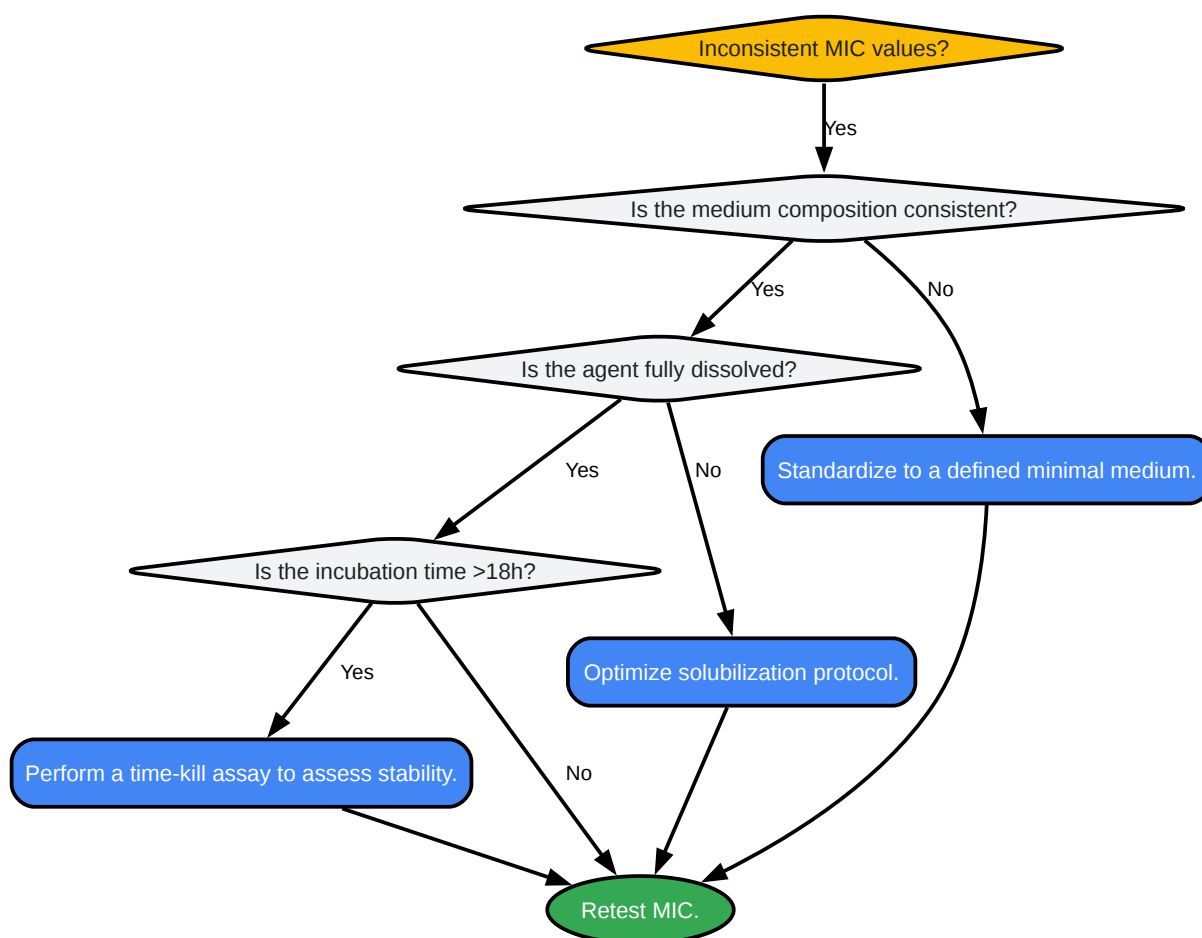 Inconsistent MIC values?
Yes
Is the medium composition consistent?
Yes
No
Is the agent fully dissolved?
Standardize to a defined minimal medium.
Yes
No
Is the incubation time >18h?
Optimize solubilization protocol.
Yes
Perform a time-kill assay to assess stability.
No
Retest MIC.